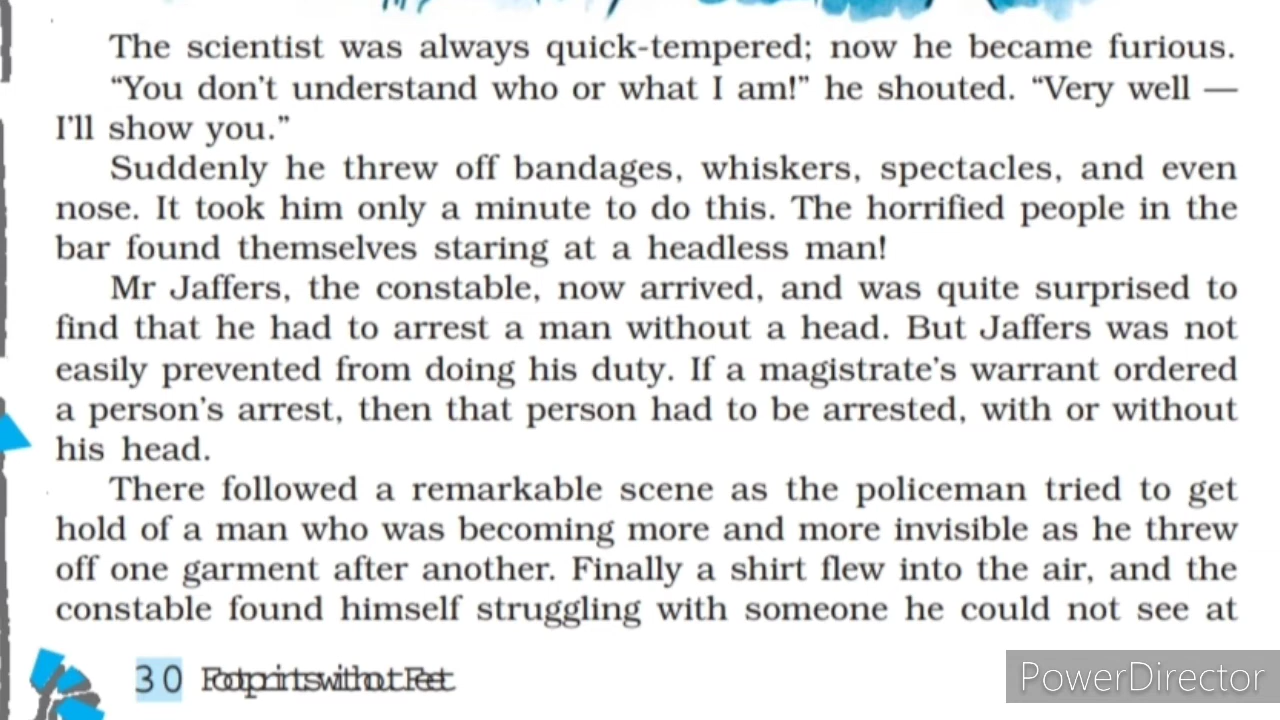 The scientist was always quick-tempered; now he became furious.
“You don’t understand who or what I am!” he shouted. “Very well —
I’ll show you.”
Suddenly he threw off bandages, whiskers, spectacles, and even
nose. It took him only a minute to do this. The horrified people in the
bar found themselves staring at a headless man!
Mr Jaffers, the constable, now arrived, and was quite surprised to
find that he had to arrest a man without a head. But Jaffers was not
easily prevented from doing his duty. If a magistrate’s warrant ordered
a person’s arrest, then that person had to be arrested, with or without
his head.
There followed a remarkable scene as the policeman tried to get
hold of a man who was becoming more and more invisible as he threw
off one garment after another. Finally a shirt flew into the air, and the
constable found himself struggling with someone he could not see at
30 Footprints without Feet
PowerDirector